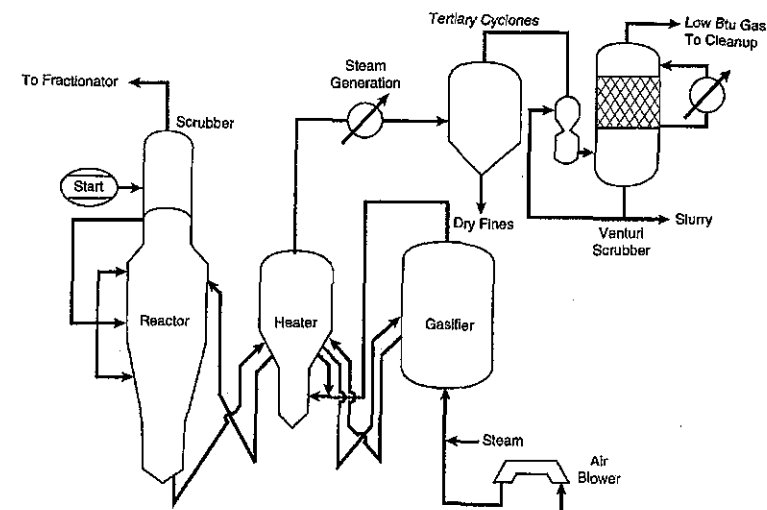 Tertiary Cyclones
Low Btu Gas
To Cleanup
Steam
Generation
To Fractionator
Scrubber
Start
Dry Fines
Slurry
Venturi
Scrubber
Reactor
Heater
Gasifier
Steam
Air
Blower